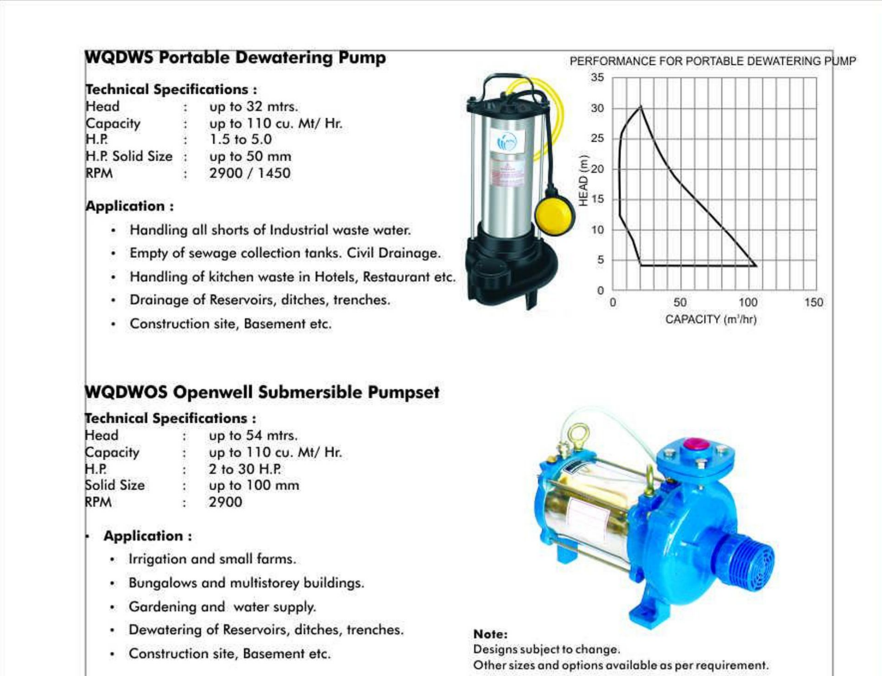 WQDWS Portable Dewatering Pump
Technical Specifications :
Head : up to 32 mtrs.
Capacity : up to 110 cu. Mt/ Hr.
H.P. : 1.5 to 5.0
H.P. Solid Size : up to 50 mm
RPM : 2900 / 1450
Application :
• Handling all shorts of Industrial waste water.
• Empty of sewage collection tanks. Civil Drainage.
• Handling of kitchen waste in Hotels, Restaurant etc.
• Drainage of Reservoirs, ditches, trenches.
• Construction site, Basement etc.
PERFORMANCE FOR PORTABLE DEWATERING PUMP
35
30
25
20
15
10
5
0
HEAD (m)
0 50 100 150
CAPACITY (m³/hr)
WQDWOS Openwell Submersible Pumpset
Technical Specifications :
Head : up to 54 mtrs.
Capacity : up to 110 cu. Mt/ Hr.
H.P. : 2 to 30 H.P.
Solid Size : up to 100 mm
RPM : 2900
• Application :
• Irrigation and small farms.
• Bungalows and multistorey buildings.
• Gardening and water supply.
• Dewatering of Reservoirs, ditches, trenches.
• Construction site, Basement etc.
Note:
Designs subject to change.
Other sizes and options available as per requirement.